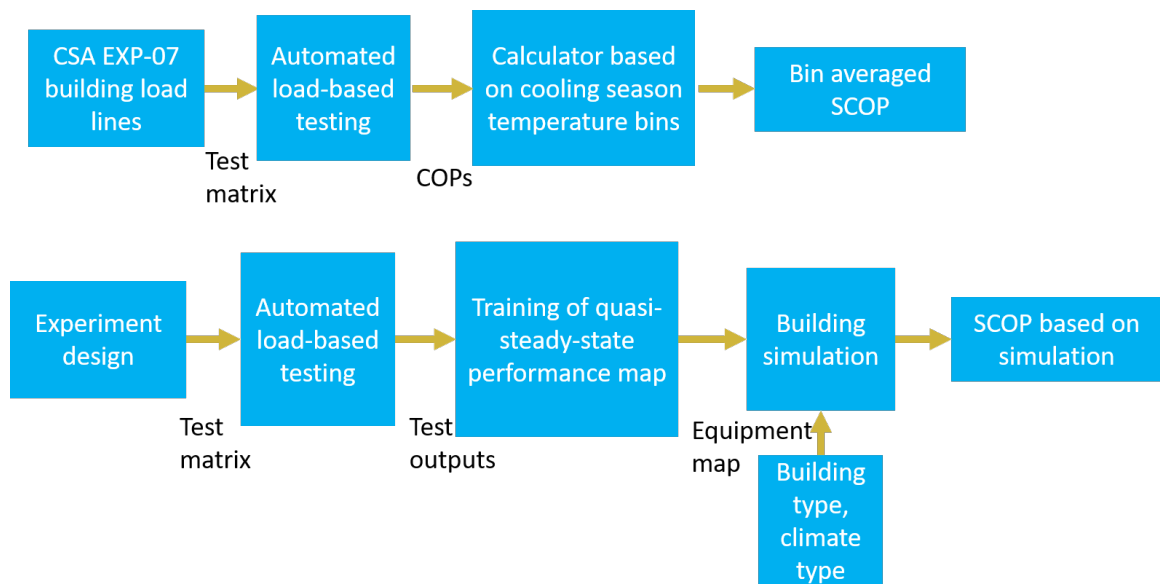 CSA EXP-07
building load
lines
Test
matrix
Automated
load-based
testing
COPs
Calculator based
on cooling season
temperature bins
Bin averaged
SCOP
Experiment
design
Test
matrix
Automated
load-based
testing
Test
outputs
Training of quasi-
steady-state
performance map
Equipment
map
Building
simulation
Building
type,
climate
type
SCOP based on
simulation